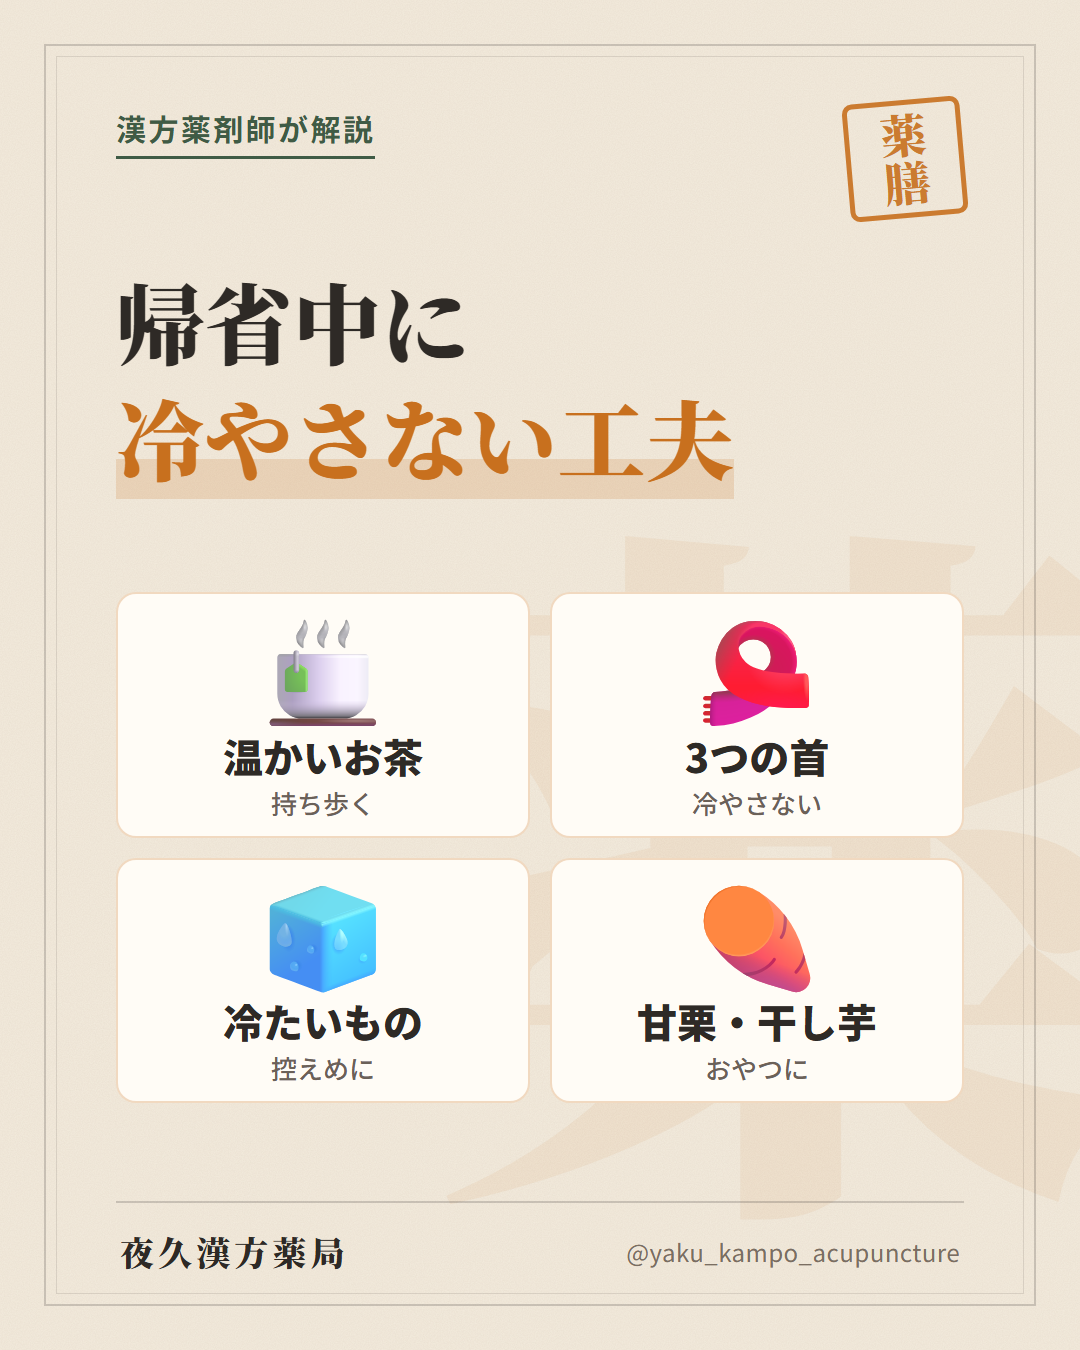 漢方薬剤師が解説
薬
膳
帰省中に
冷やさない工夫
温かいお茶
持ち歩く
3つの首
冷やさない
冷たいもの
控えめに
甘栗・干し芋
おやつに
夜久漢方薬局
@yaku_kampo_acupuncture